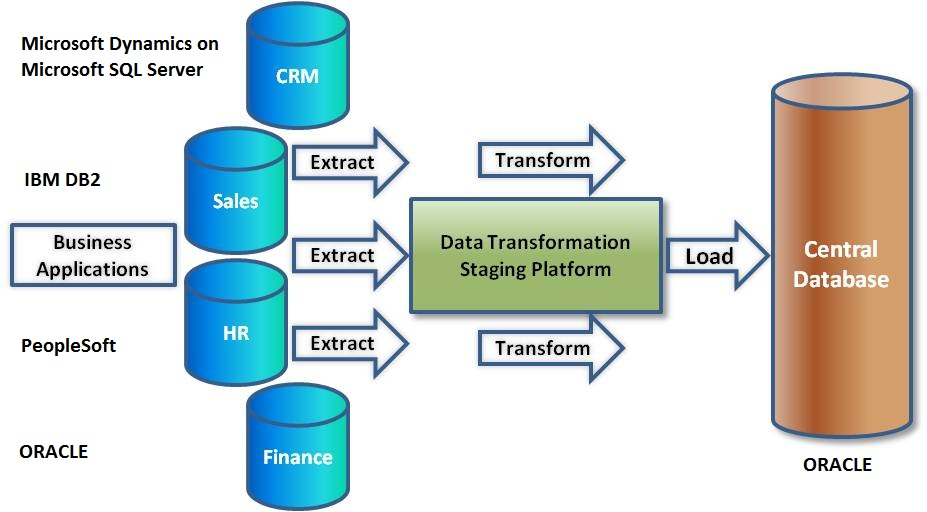 Microsoft Dynamics on
Microsoft SQL Server
CRM
IBM DB2
Sales
Extract
Transform
Business
Applications
Extract
Data Transformation
Staging Platform
Load
Central
Database
PeopleSoft
HR
Extract
Transform
ORACLE
Finance
ORACLE